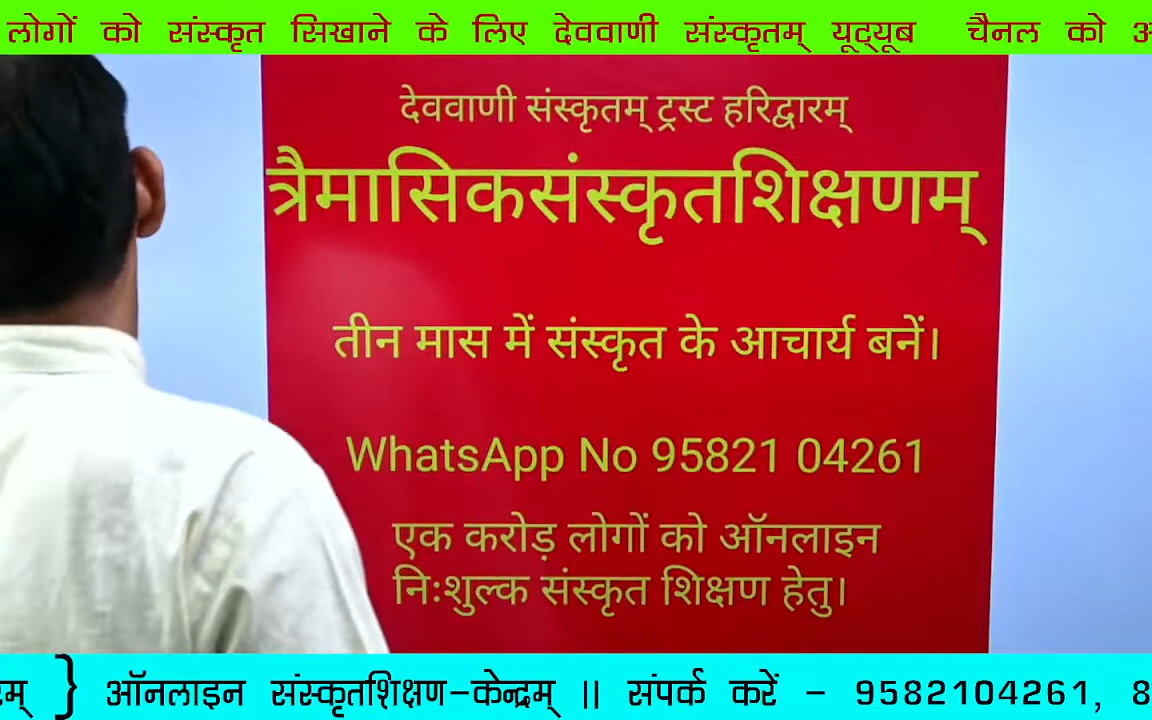 लोगों को संस्कृत सिखाने के लिए देववाणी संस्कृतम् यूट्यूब चैनल को
देववाणी संस्कृतम् ट्रस्ट हरिद्वारम्
त्रैमासिकसंस्कृतशिक्षणम्
तीन मास में संस्कृत के आचार्य बनें।
WhatsApp No 95821 04261
एक करोड़ लोगों को ऑनलाइन
निःशुल्क संस्कृत शिक्षण हेतु।
} ऑनलाइन संस्कृतशिक्षण-केन्द्रम् || संपर्क करें - 9582104261,